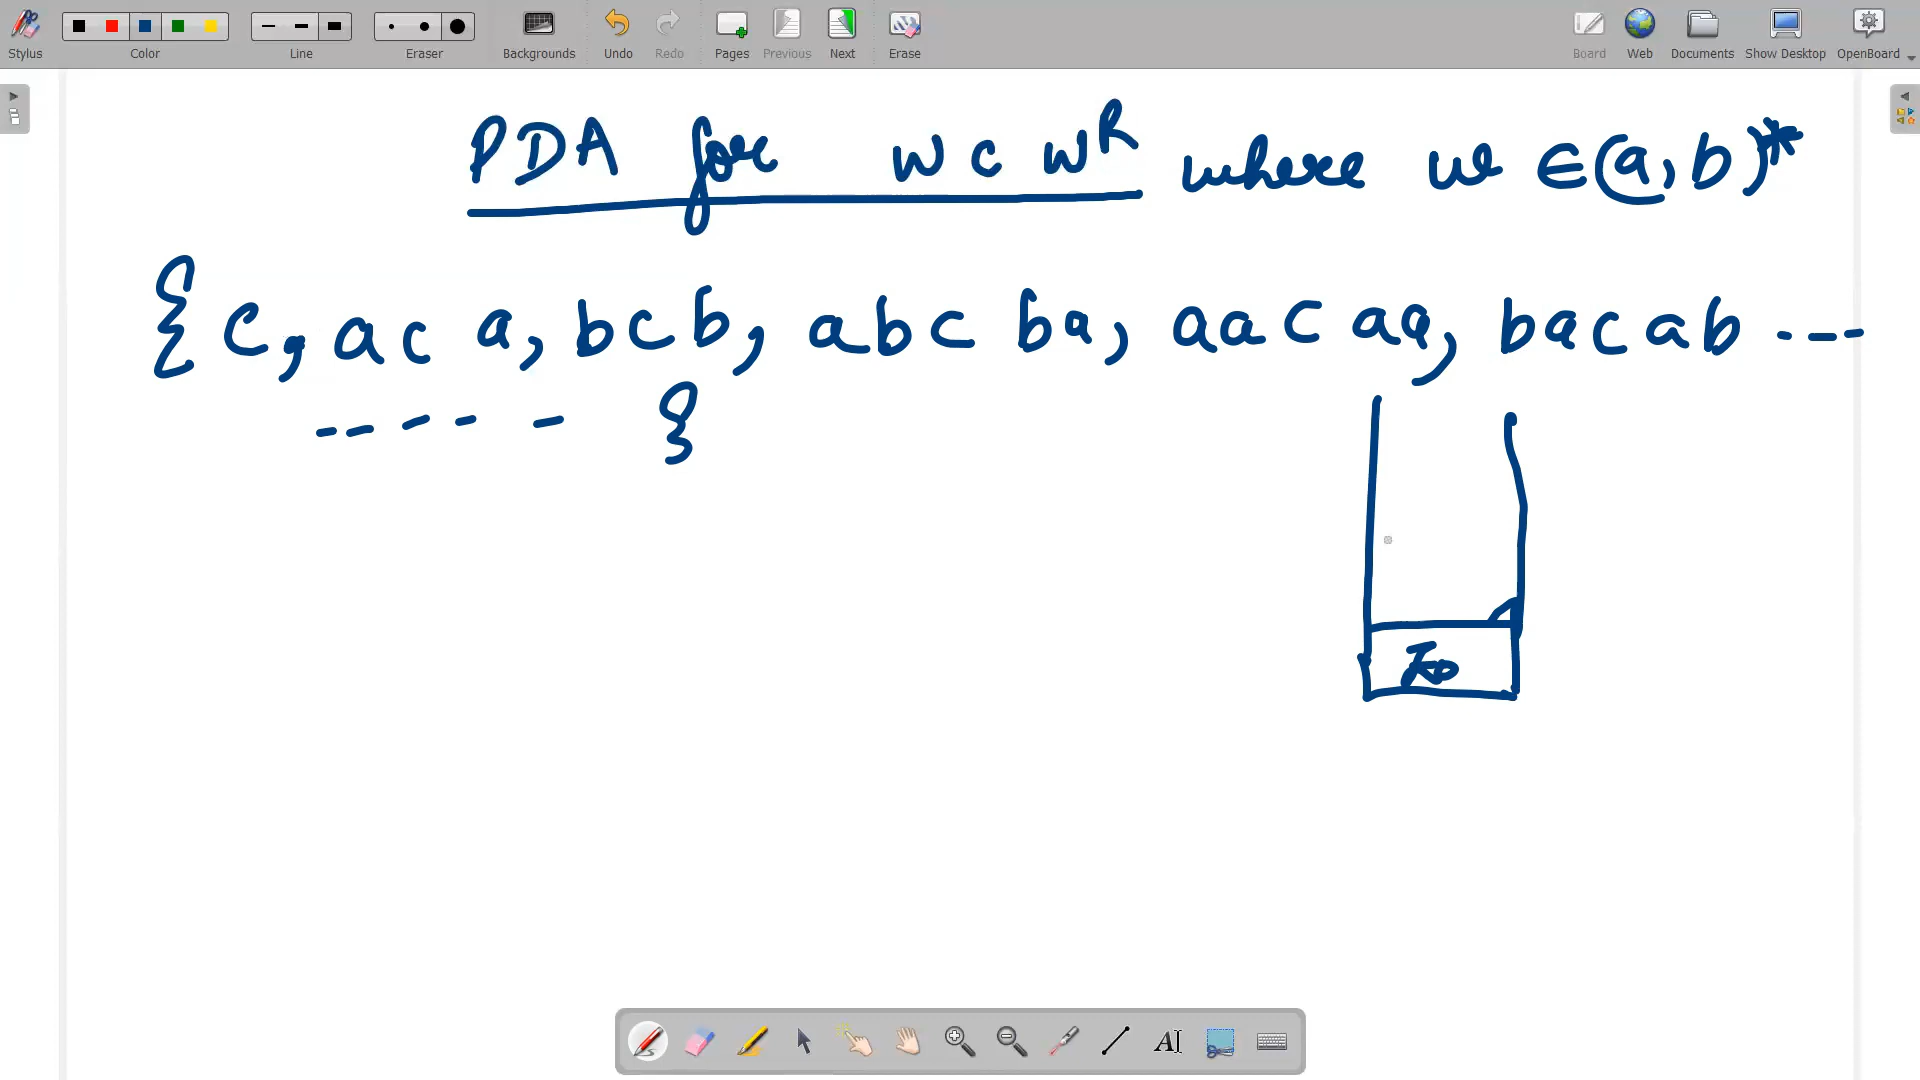 Stylus Color Line Eraser Backgrounds Undo Redo Pages Previous Next Erase Board Web Documents Show Desktop OpenBoard
PDA for w c w^R where w ∈ (a, b)*
{ c, a c a, b c b, a b c b a, a a c a a, b a c a b - - -
- - - - - }